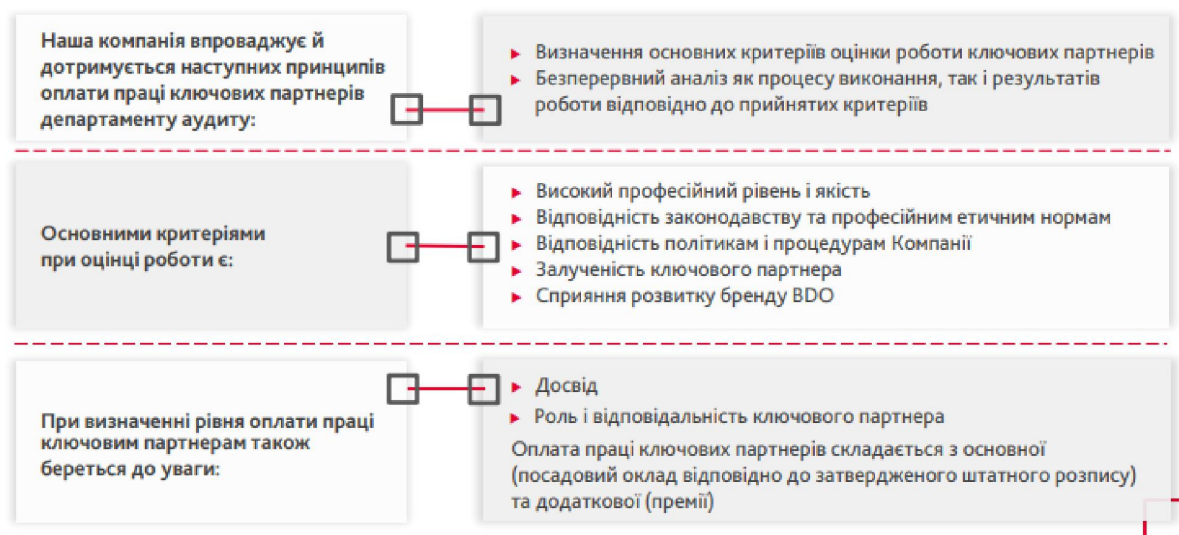 Наша компанія впроваджує й
дотримується наступних принципів
оплати праці ключових партнерів
департаменту аудиту:
► Визначення основних критеріїв оцінки роботи ключових партнерів
► Безперервний аналіз як процесу виконання, так і результатів
роботи відповідно до прийнятих критеріїв
Основними критеріями
при оцінці роботи є:
► Високий професійний рівень і якість
► Відповідність законодавству та професійним етичним нормам
► Відповідність політикам і процедурам Компанії
► Залученість ключового партнера
► Сприяння розвитку бренду BDO
При визначенні рівня оплати праці
ключовим партнерам також
береться до уваги:
► Досвід
► Роль і відповідальність ключового партнера
Оплата праці ключових партнерів складається з основної
(посадовий оклад відповідно до затвердженого штатного розпису)
та додаткової (премії)